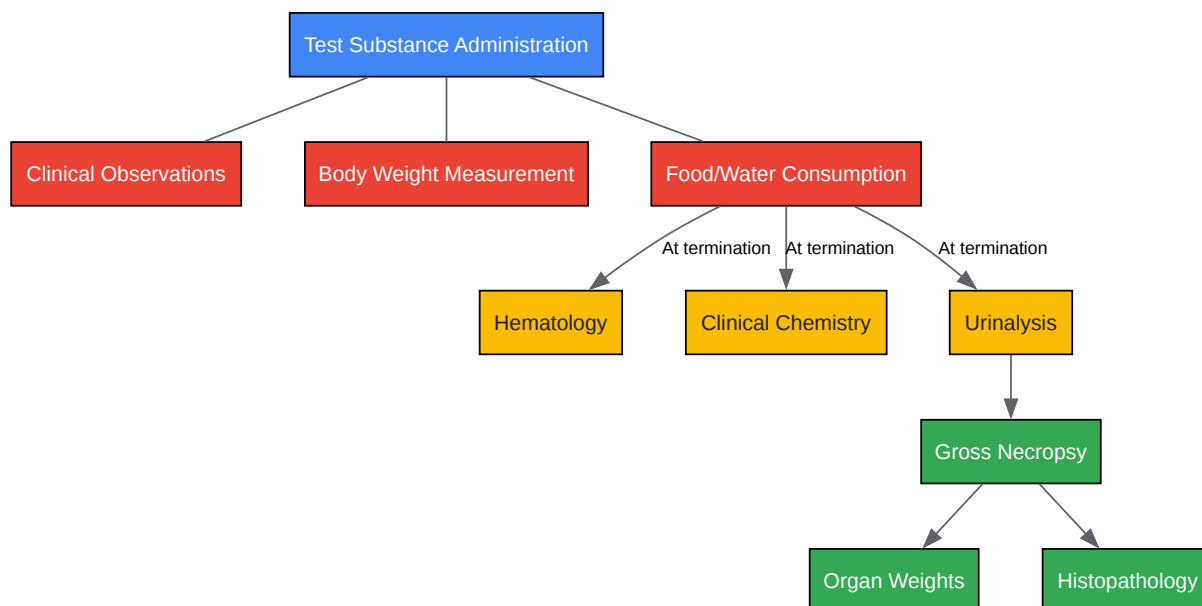 Test Substance Administration
Clinical Observations
Body Weight Measurement
Food/Water Consumption
At termination
At termination
At termination
Hematology
Clinical Chemistry
Urinalysis
Gross Necropsy
Organ Weights
Histopathology